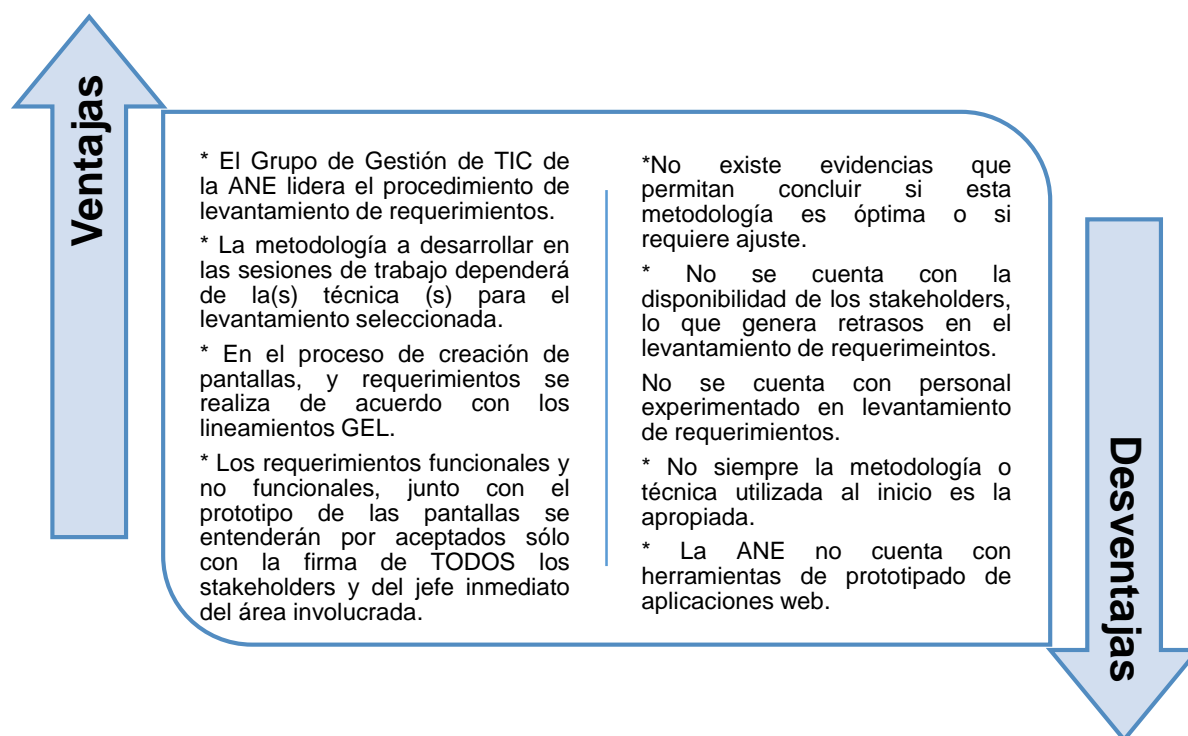 Ventajas
* El Grupo de Gestión de TIC de
la ANE lidera el procedimiento de
levantamiento de requerimientos.
* La metodología a desarrollar en
las sesiones de trabajo dependerá
de la(s) técnica (s) para el
levantamiento seleccionada.
* En el proceso de creación de
pantallas, y requerimientos se
realiza de acuerdo con los
lineamientos GEL.
* Los requerimientos funcionales y
no funcionales, junto con el
prototipo de las pantallas se
entenderán por aceptados sólo
con la firma de TODOS los
stakeholders y del jefe inmediato
del área involucrada.
*No existe evidencias que
permitan concluir si esta
metodología es óptima o si
requiere ajuste.
* No se cuenta con la
disponibilidad de los stakeholders,
lo que genera retrasos en el
levantamiento de requerimeintos.
No se cuenta con personal
experimentado en levantamiento
de requerimientos.
* No siempre la metodología o
técnica utilizada al inicio es la
apropiada.
* La ANE no cuenta con
herramientas de prototipado de
aplicaciones web.
Desventajas